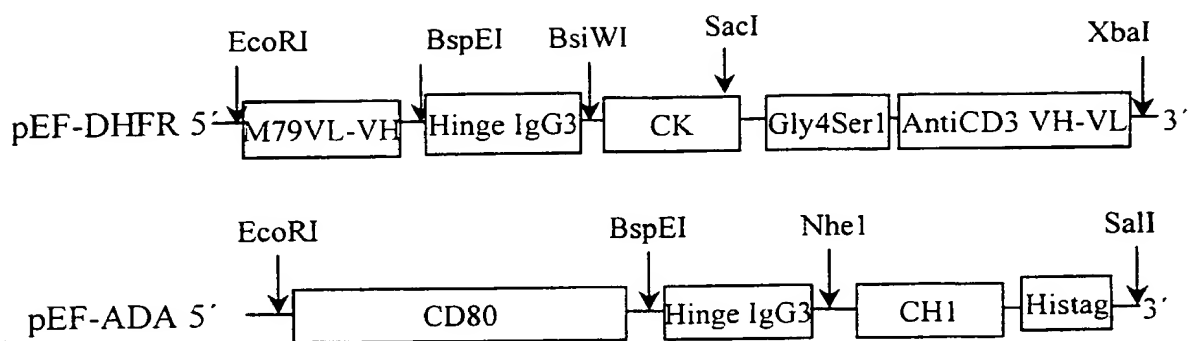 EcoRI BspEI BsiWI SacI XbaI
pEF-DHFR 5´ M79VL-VH Hinge IgG3 CK Gly4Ser1 AntiCD3 VH-VL 3´
EcoRI BspEI Nhe1 SalI
pEF-ADA 5´ CD80 Hinge IgG3 CH1 Histag 3´